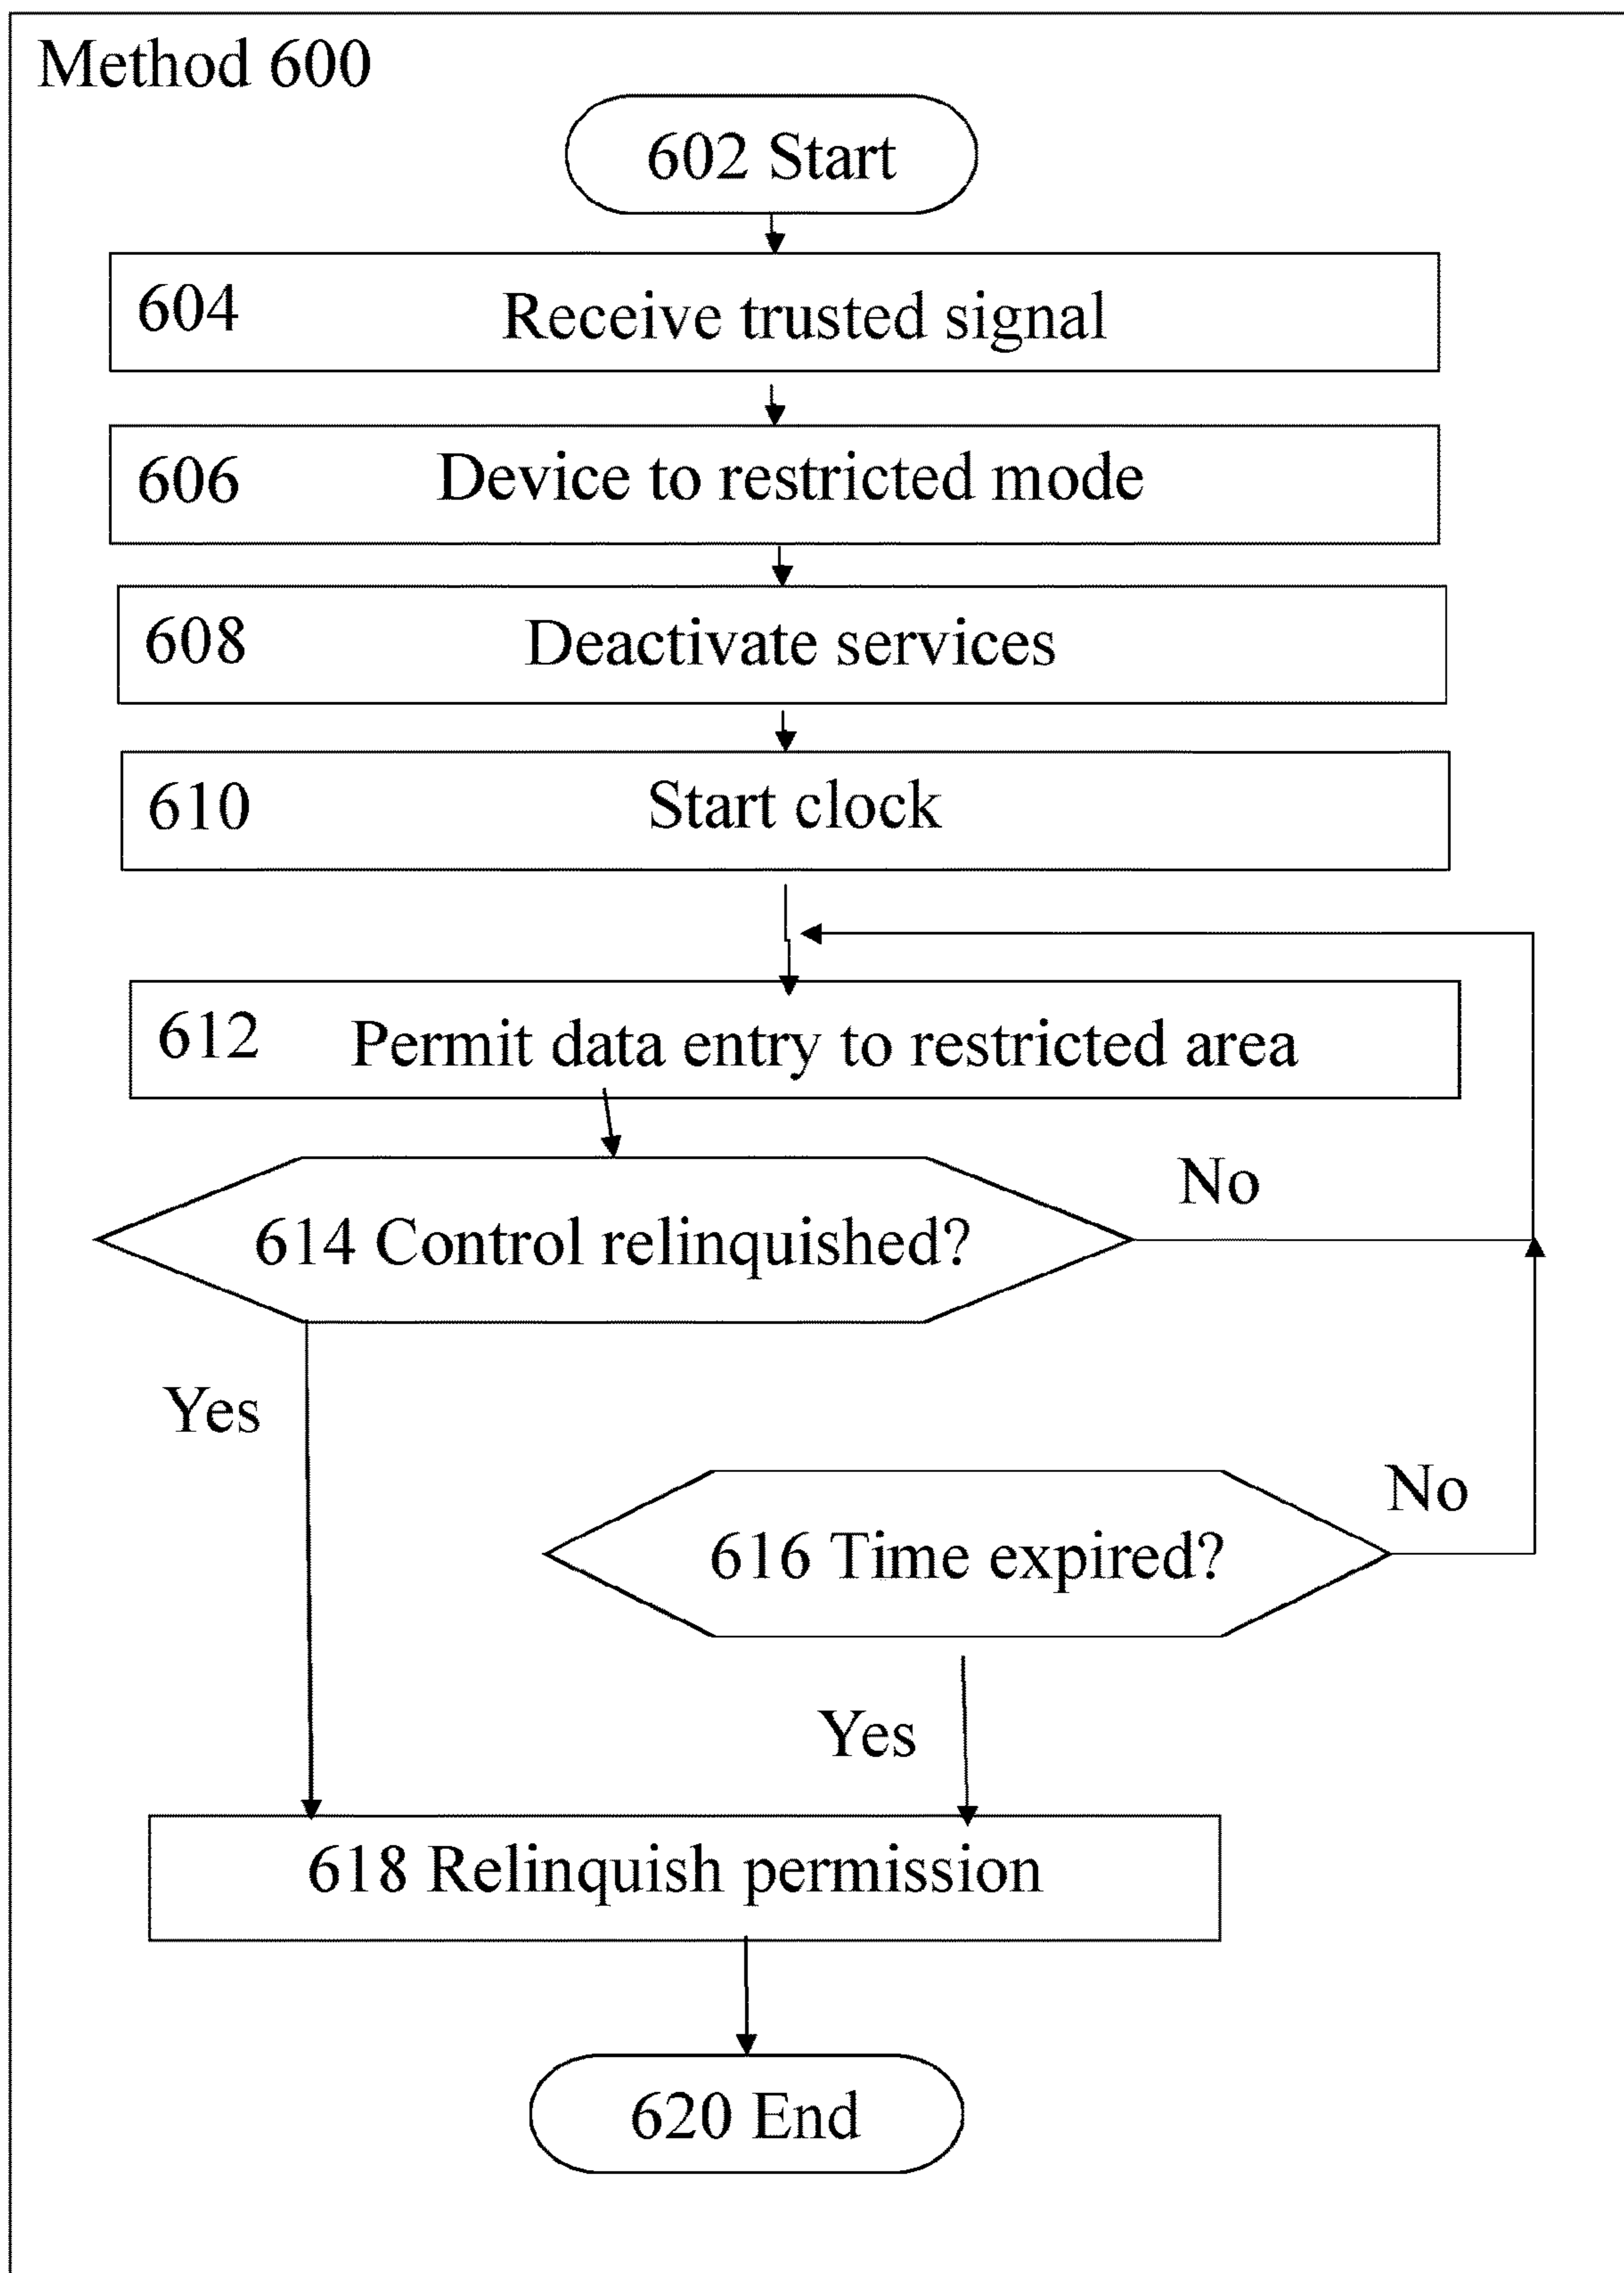 Method 600
602 Start
604 Receive trusted signal
606 Device to restricted mode
608 Deactivate services
610 Start clock
612 Permit data entry to restricted area
614 Control relinquished?
No
Yes
616 Time expired?
No
Yes
618 Relinquish permission
620 End